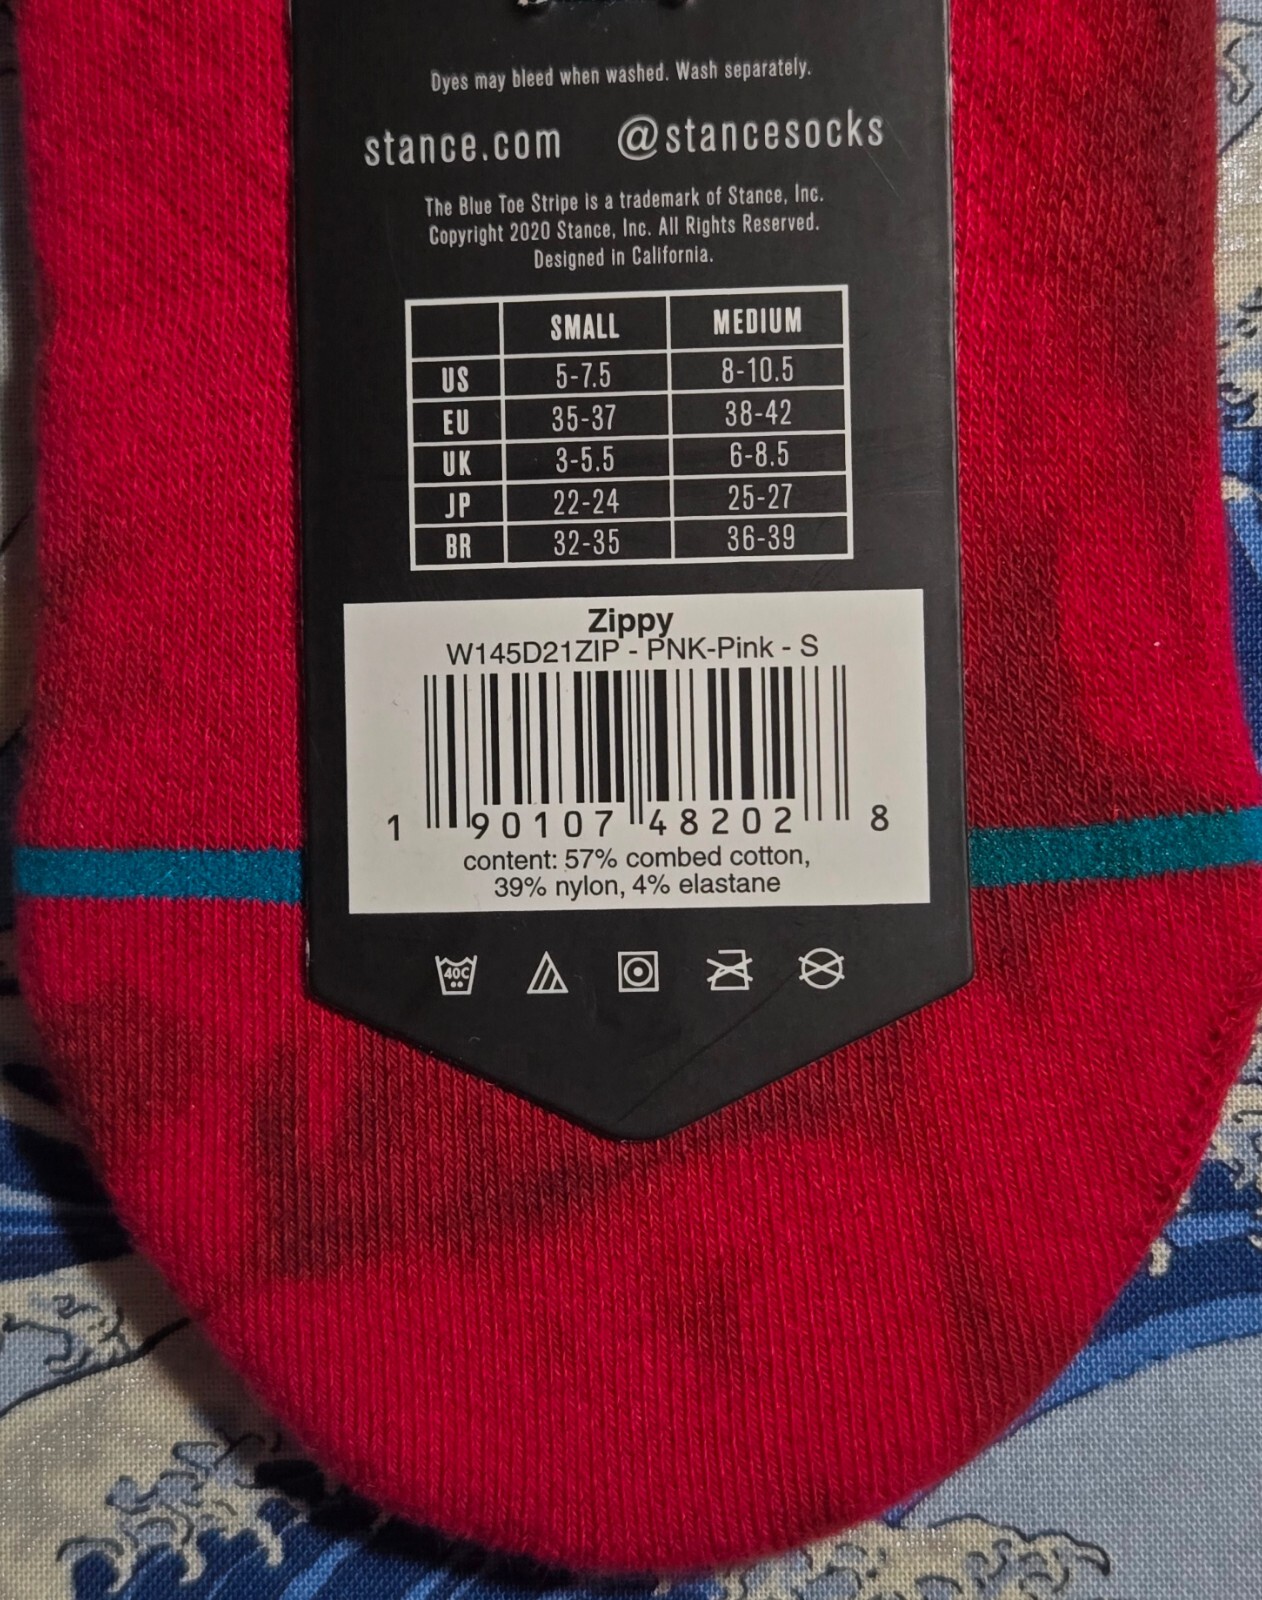 Dyes may bleed when washed. Wash separately.
stance.com @stancesocks
The Blue Toe Stripe is a trademark of Stance, Inc.
Copyright 2020 Stance, Inc. All Rights Reserved.
Designed in California.
SMALL MEDIUM
US 5-7.5 8-10.5
EU 35-37 38-42
UK 3-5.5 6-8.5
JP 22-24 25-27
BR 32-35 36-39
Zippy
W145D21ZIP - PNK-Pink - S
1 90107 48202 8
content: 57% combed cotton,
39% nylon, 4% elastane
40C